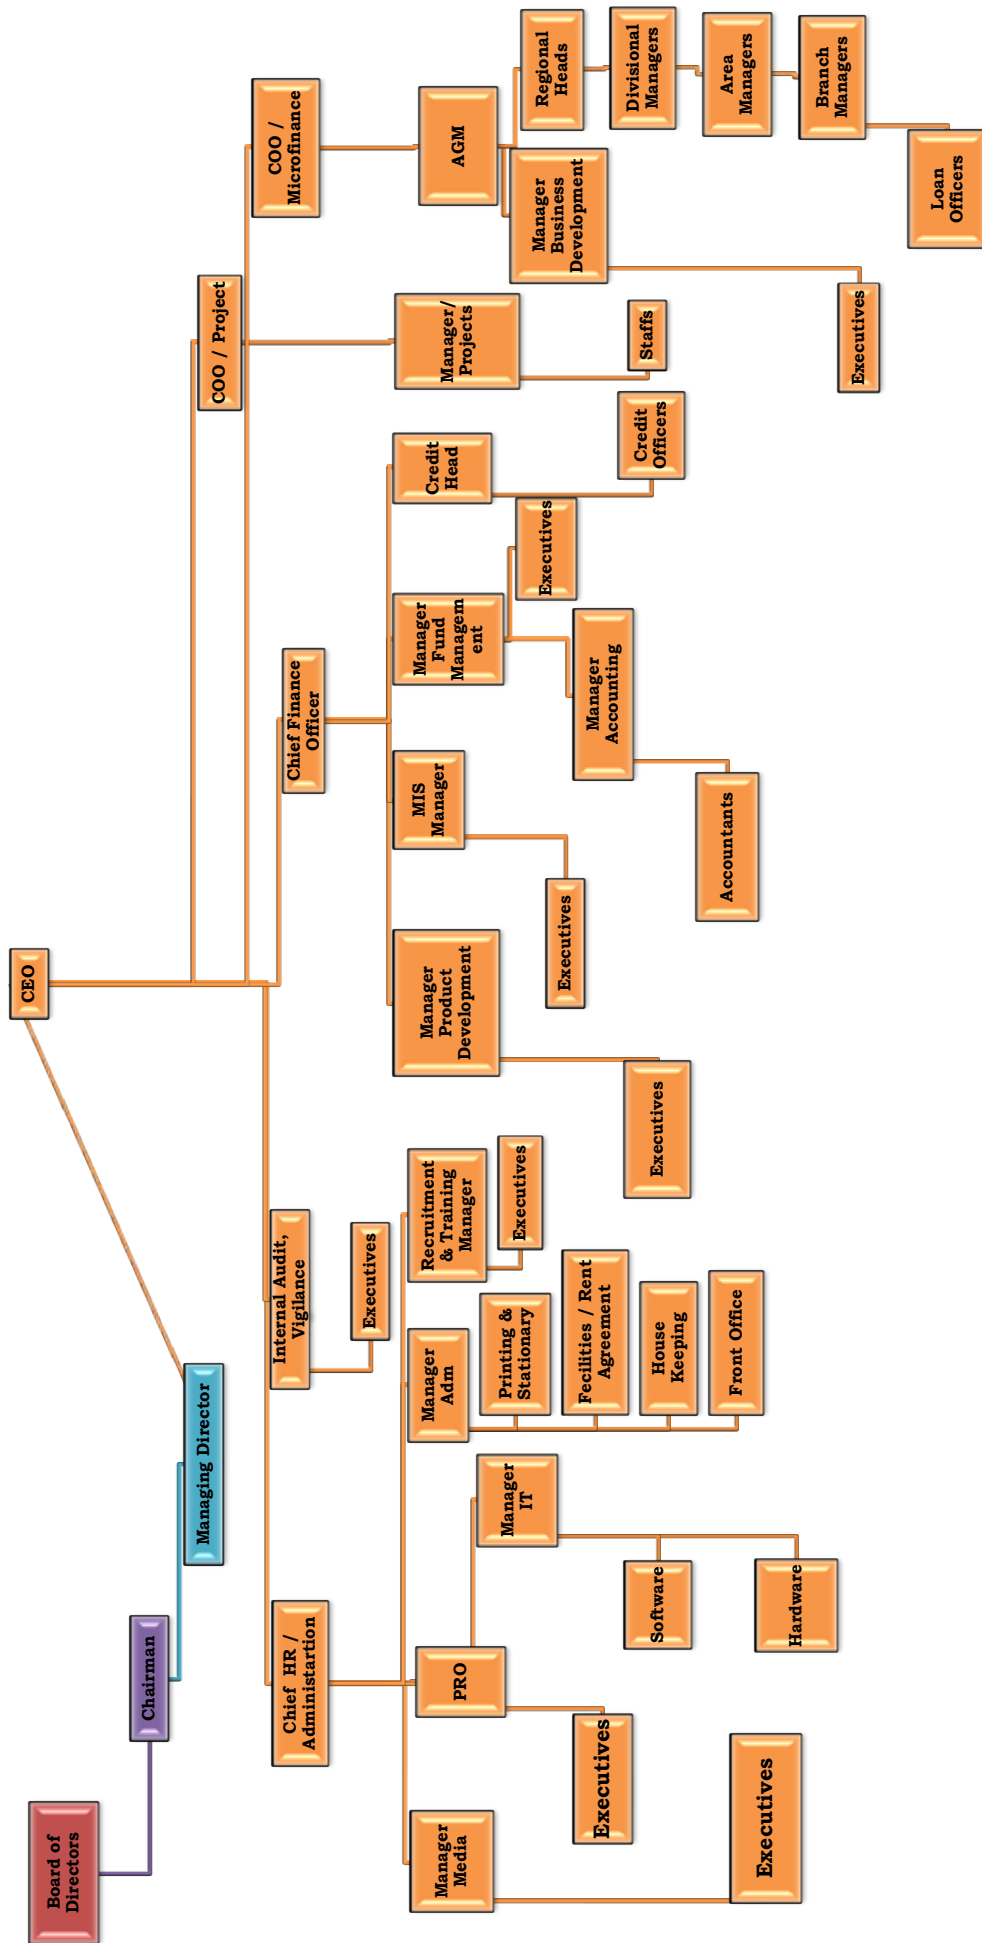 Board of
Directors
Chairman
Managing Director
CEO
Chief HR /
Administartion
Internal Audit,
Vigilance
Executives
Chief Finance
Officer
COO / Project
COO /
Microfinance
Manager
Media
Executives
PRO
Executives
Manager
IT
Software
Hardware
Manager
Adm
Printing &
Stationary
Fecilities / Rent
Agreement
House
Keeping
Front Office
Recruitment
& Training
Manager
Executives
Manager
Product
Development
Executives
MIS
Manager
Executives
Manager
Fund
Managem
ent
Executives
Manager
Accounting
Accountants
Credit
Head
Credit
Officers
Manager/
Projects
Staffs
AGM
Manager
Business
Development
Executives
Regional
Heads
Divisional
Managers
Area
Managers
Branch
Managers
Loan
Officers